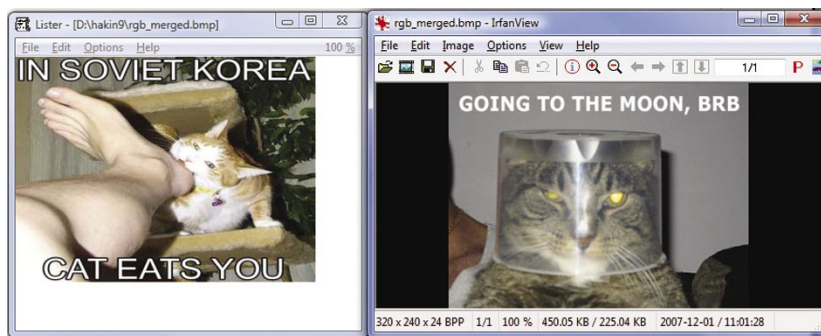 Lister - [D:\hakin9\rgb_merged.bmp]
File Edit Options Help 100 %
IN SOVIET KOREA
CAT EATS YOU
rgb_merged.bmp - IrfanView
File Edit Image Options View Help
1/1 P
GOING TO THE MOON, BRB
320 x 240 x 24 BPP 1/1 100 % 450.05 KB / 225.04 KB 2007-12-01 / 11:01:28